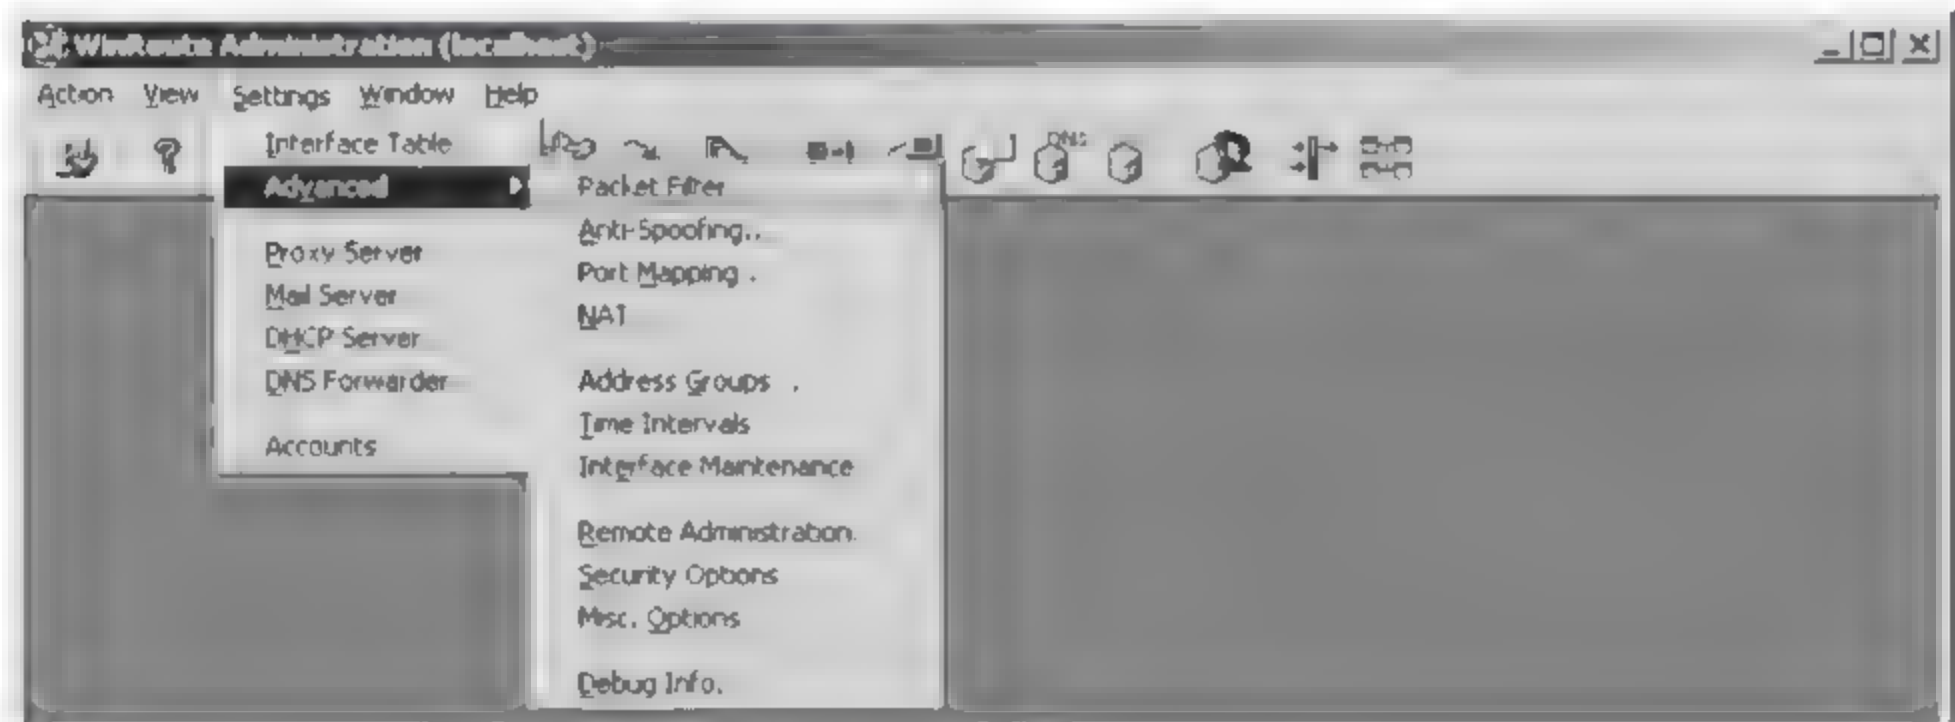 WinRoute Administration (localhost)
Action View Settings Window Help
Interface Table
Advanced
Proxy Server
Mail Server
DHCP Server
DNS Forwarder
Accounts
DNS
Packet Filter
Anti-Spoofing..
Port Mapping .
NAT
Address Groups .
Time Intervals
Interface Maintenance
Remote Administration.
Security Options
Misc. Options
Debug Info.